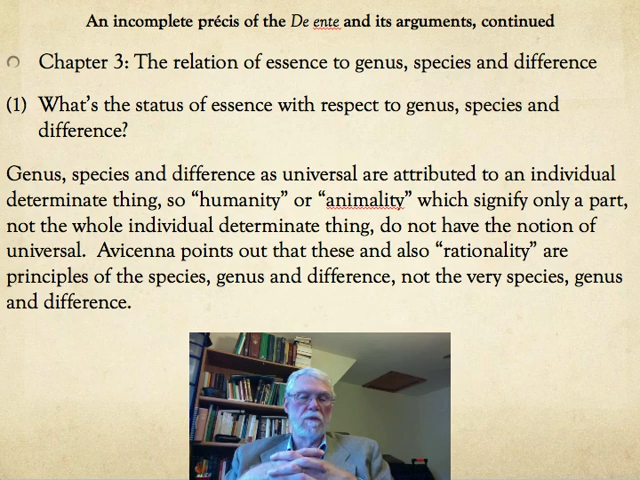 An incomplete précis of the De ente and its arguments, continued
Chapter 3: The relation of essence to genus, species and difference
(1) What's the status of essence with respect to genus, species and
difference?
Genus, species and difference as universal are attributed to an individual
determinate thing, so “humanity” or “animality” which signify only a part,
not the whole individual determinate thing, do not have the notion of
universal.  Avicenna points out that these and also “rationality” are
principles of the species, genus and difference, not the very species, genus
and difference.